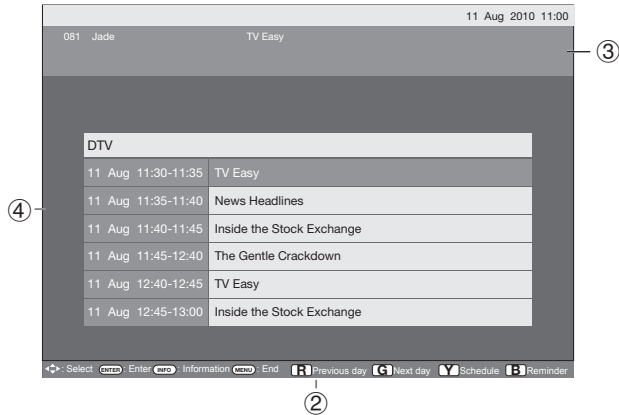 11 Aug 2010 11:00
081 Jade TV Easy
③
DTV
11 Aug 11:30-11:35 TV Easy
11 Aug 11:35-11:40 News Headlines
④
11 Aug 11:40-11:45 Inside the Stock Exchange
11 Aug 11:45-12:40 The Gentle Crackdown
11 Aug 12:40-12:45 TV Easy
11 Aug 12:45-13:00 Inside the Stock Exchange
: Select ENTER : Enter INFO : Information MENU : End R Previous day G Next day Y Schedule B Reminder
②